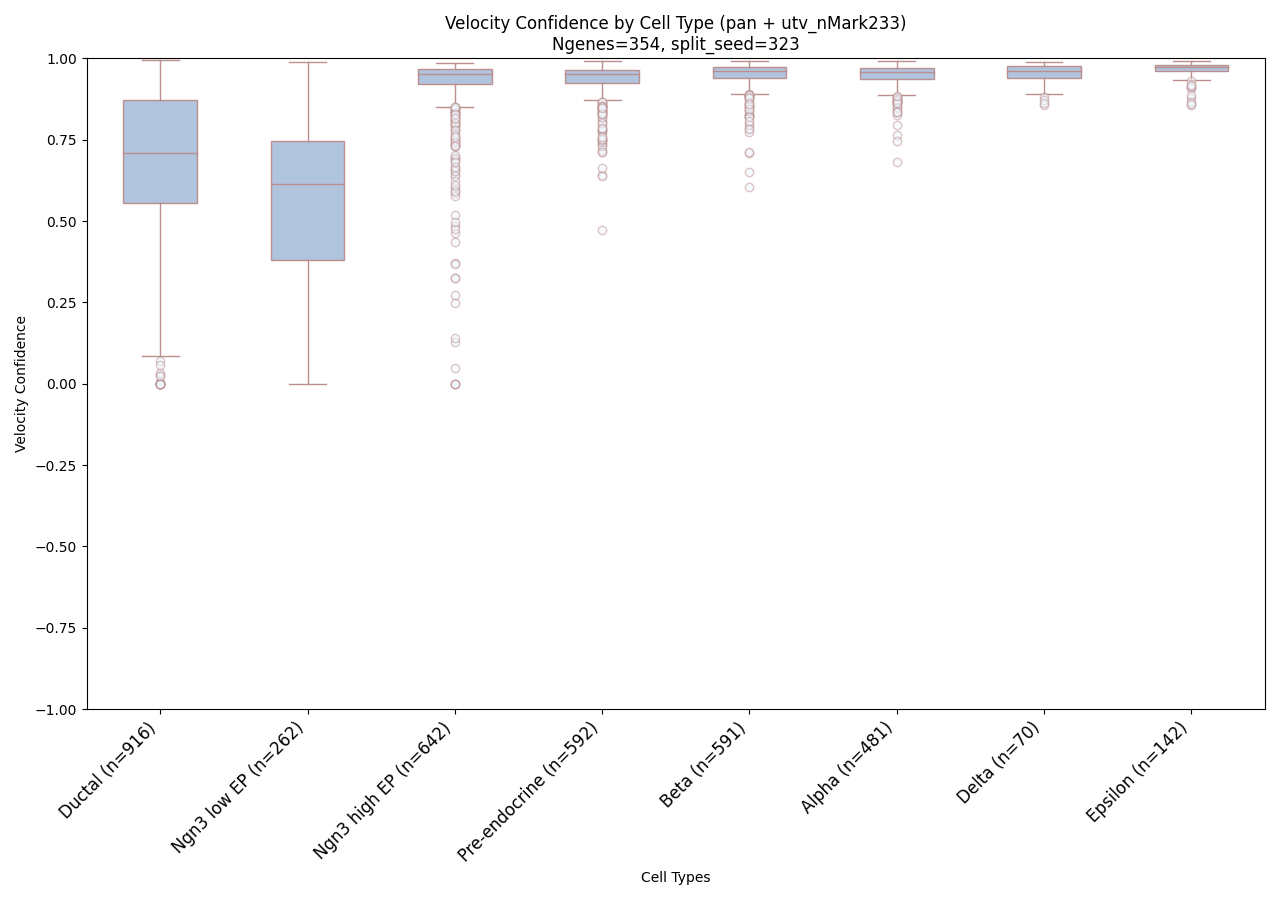 Velocity Confidence by Cell Type (pan + utv_nMark233)
Ngenes=354, split_seed=323
1.00
0.75
0.50
0.25
0.00
−0.25
−0.50
−0.75
−1.00
Velocity Confidence
Ductal (n=916)
Ngn3 low EP (n=262)
Ngn3 high EP (n=642)
Pre-endocrine (n=592)
Beta (n=591)
Alpha (n=481)
Delta (n=70)
Epsilon (n=142)
Cell Types